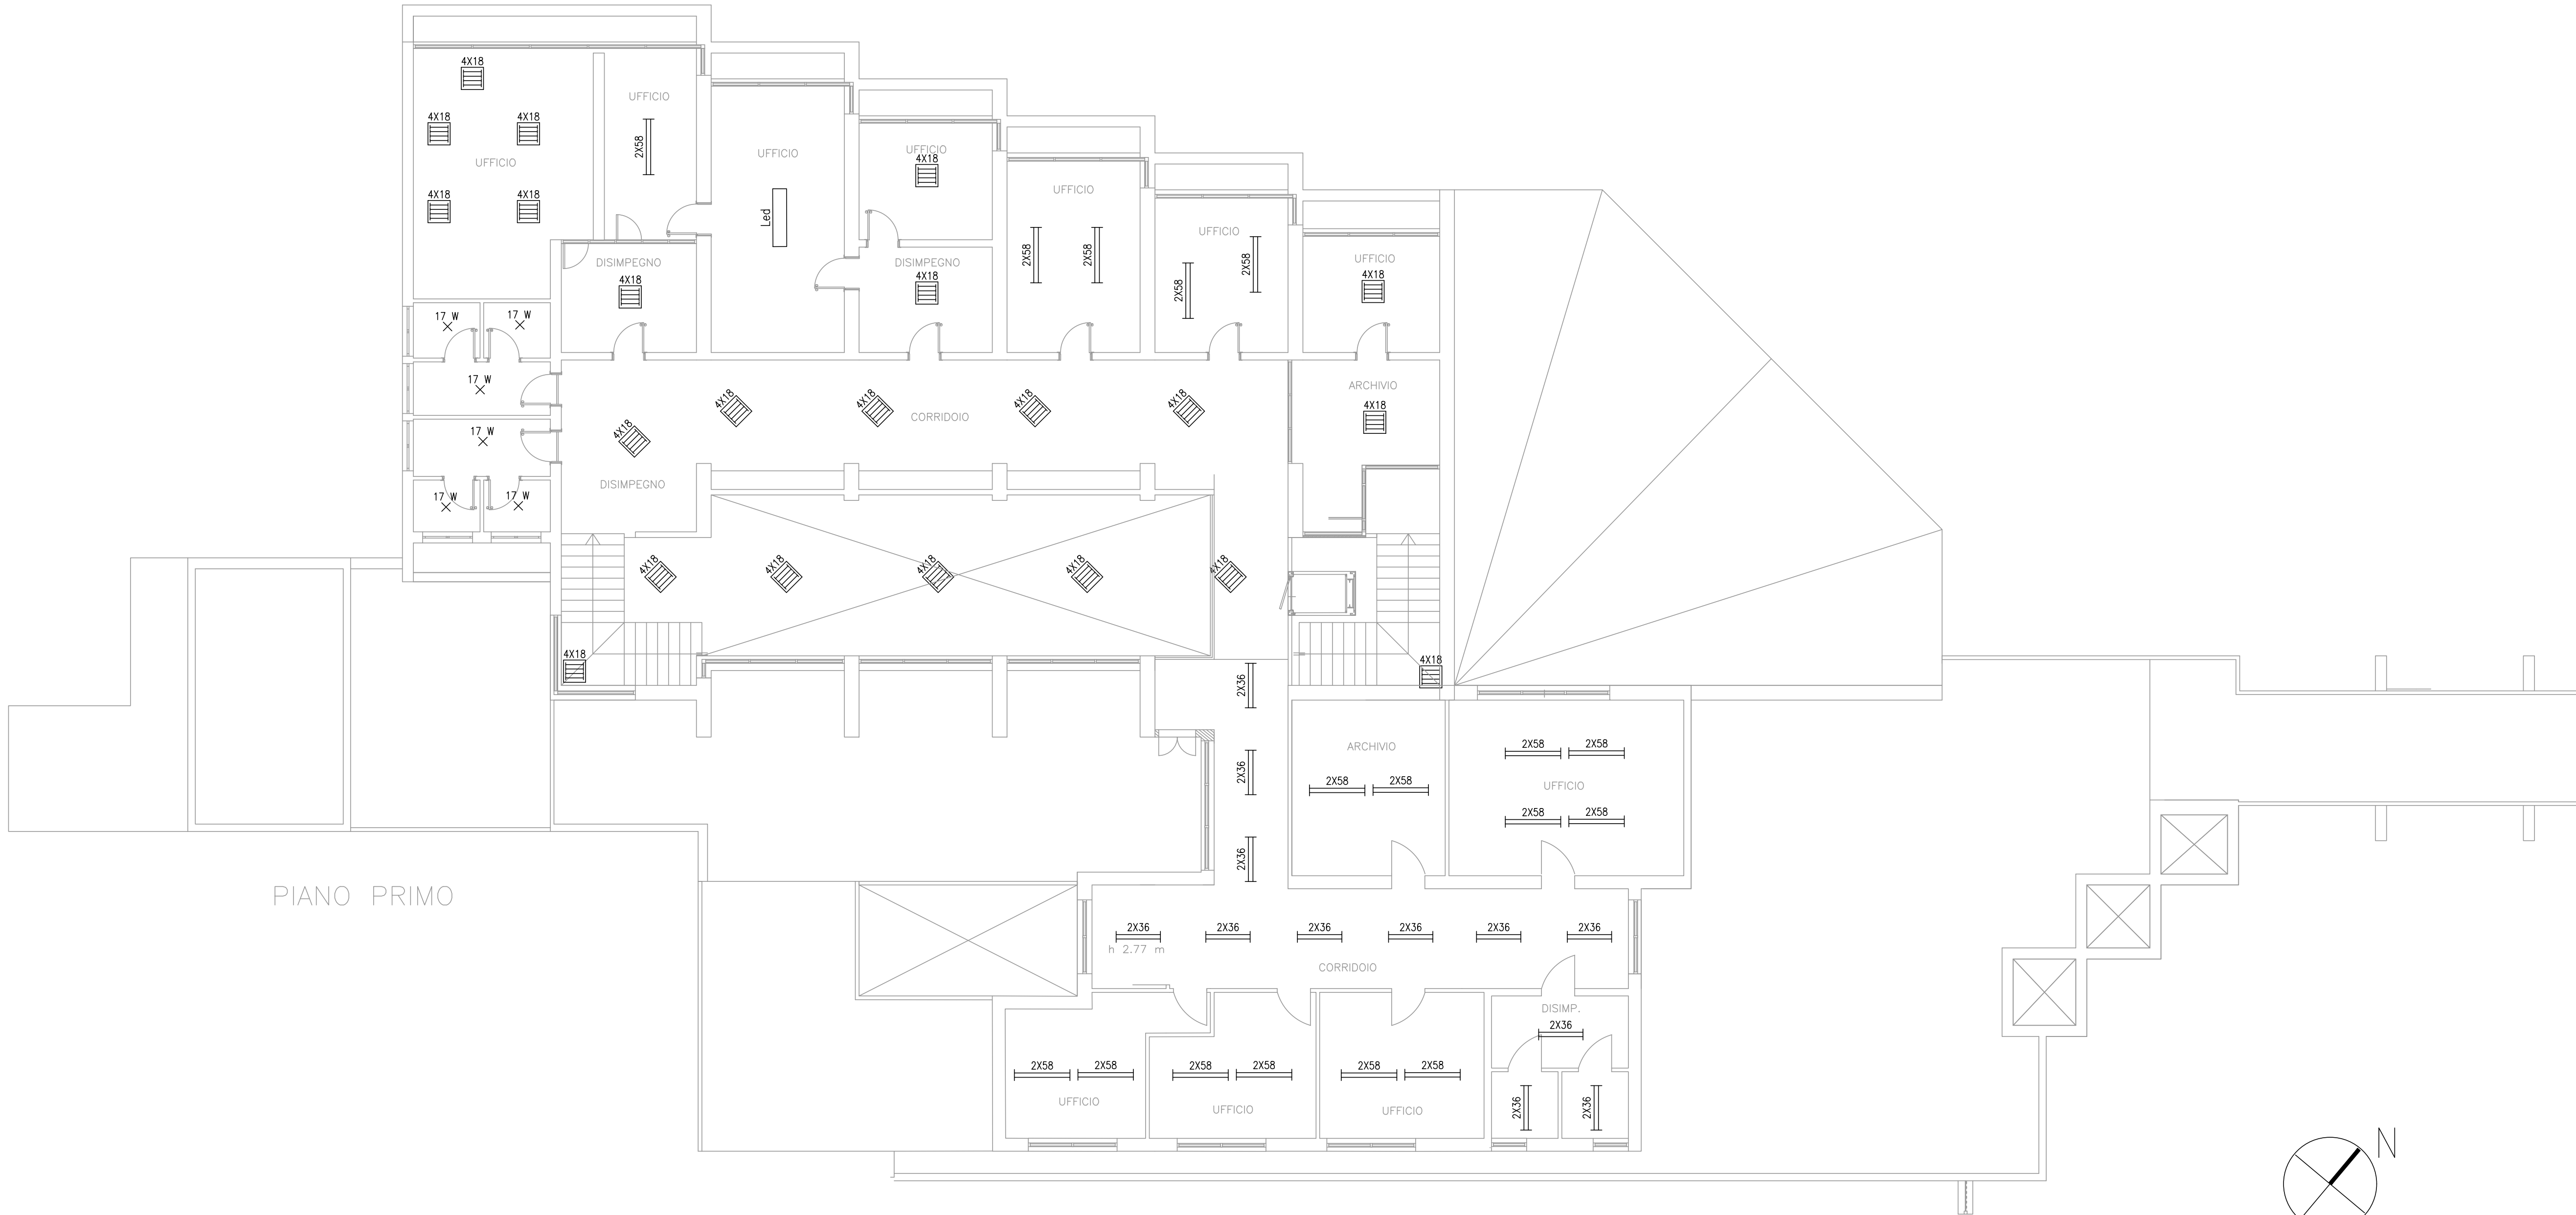 4X18
UFFICIO
2X58
4X18
4X18
UFFICIO
4X18
4X18
UFFICIO
Led
UFFICIO
4X18
UFFICIO
2X58
2X58
UFFICIO
2X58
2X58
UFFICIO
4X18
DISIMPEGNO
4X18
DISIMPEGNO
4X18
17 W
17 W
17 W
17 W
17 W
17 W
ARCHIVIO
4X18
4X18
4X18
4X18
4X18
4X18
CORRIDOIO
DISIMPEGNO
4X18
4X18
4X18
4X18
4X18
4X18
4X18
2X36
2X36
2X36
ARCHIVIO
2X58
2X58
2X58
2X58
UFFICIO
2X58
2X58
PIANO PRIMO
2X36
2X36
2X36
2X36
2X36
2X36
h 2.77 m
CORRIDOIO
DISIMP.
2X36
2X58
2X58
UFFICIO
2X58
2X58
UFFICIO
2X58
2X58
UFFICIO
2X36
2X36
N